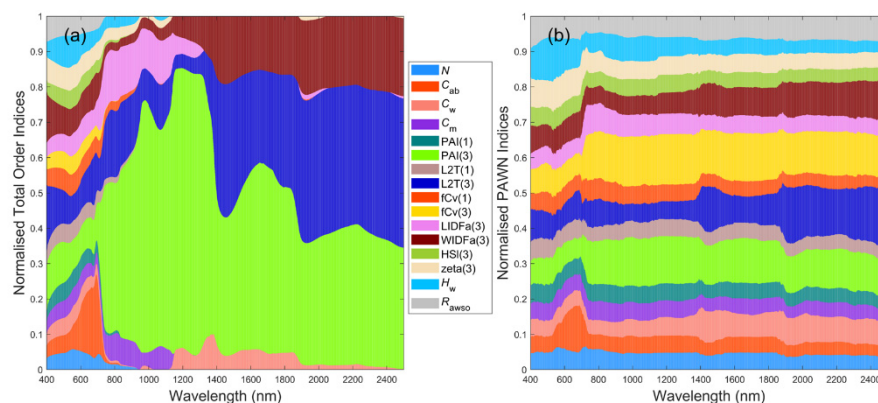 (a)
Normalised Total Order Indices
1
0.9
0.8
0.7
0.6
0.5
0.4
0.3
0.2
0.1
0
400 600 800 1000 1200 1400 1600 1800 2000 2200 2400
Wavelength (nm)
N
Cab
Cw
Cm
PAI(1)
PAI(3)
L2T(1)
L2T(3)
fCv(1)
fCv(3)
LIDFa(3)
WIDFa(3)
HSI(3)
zeta(3)
Hw
Rawso
(b)
Normalised PAWN Indices
1
0.9
0.8
0.7
0.6
0.5
0.4
0.3
0.2
0.1
0
400 600 800 1000 1200 1400 1600 1800 2000 2200 2400
Wavelength (nm)